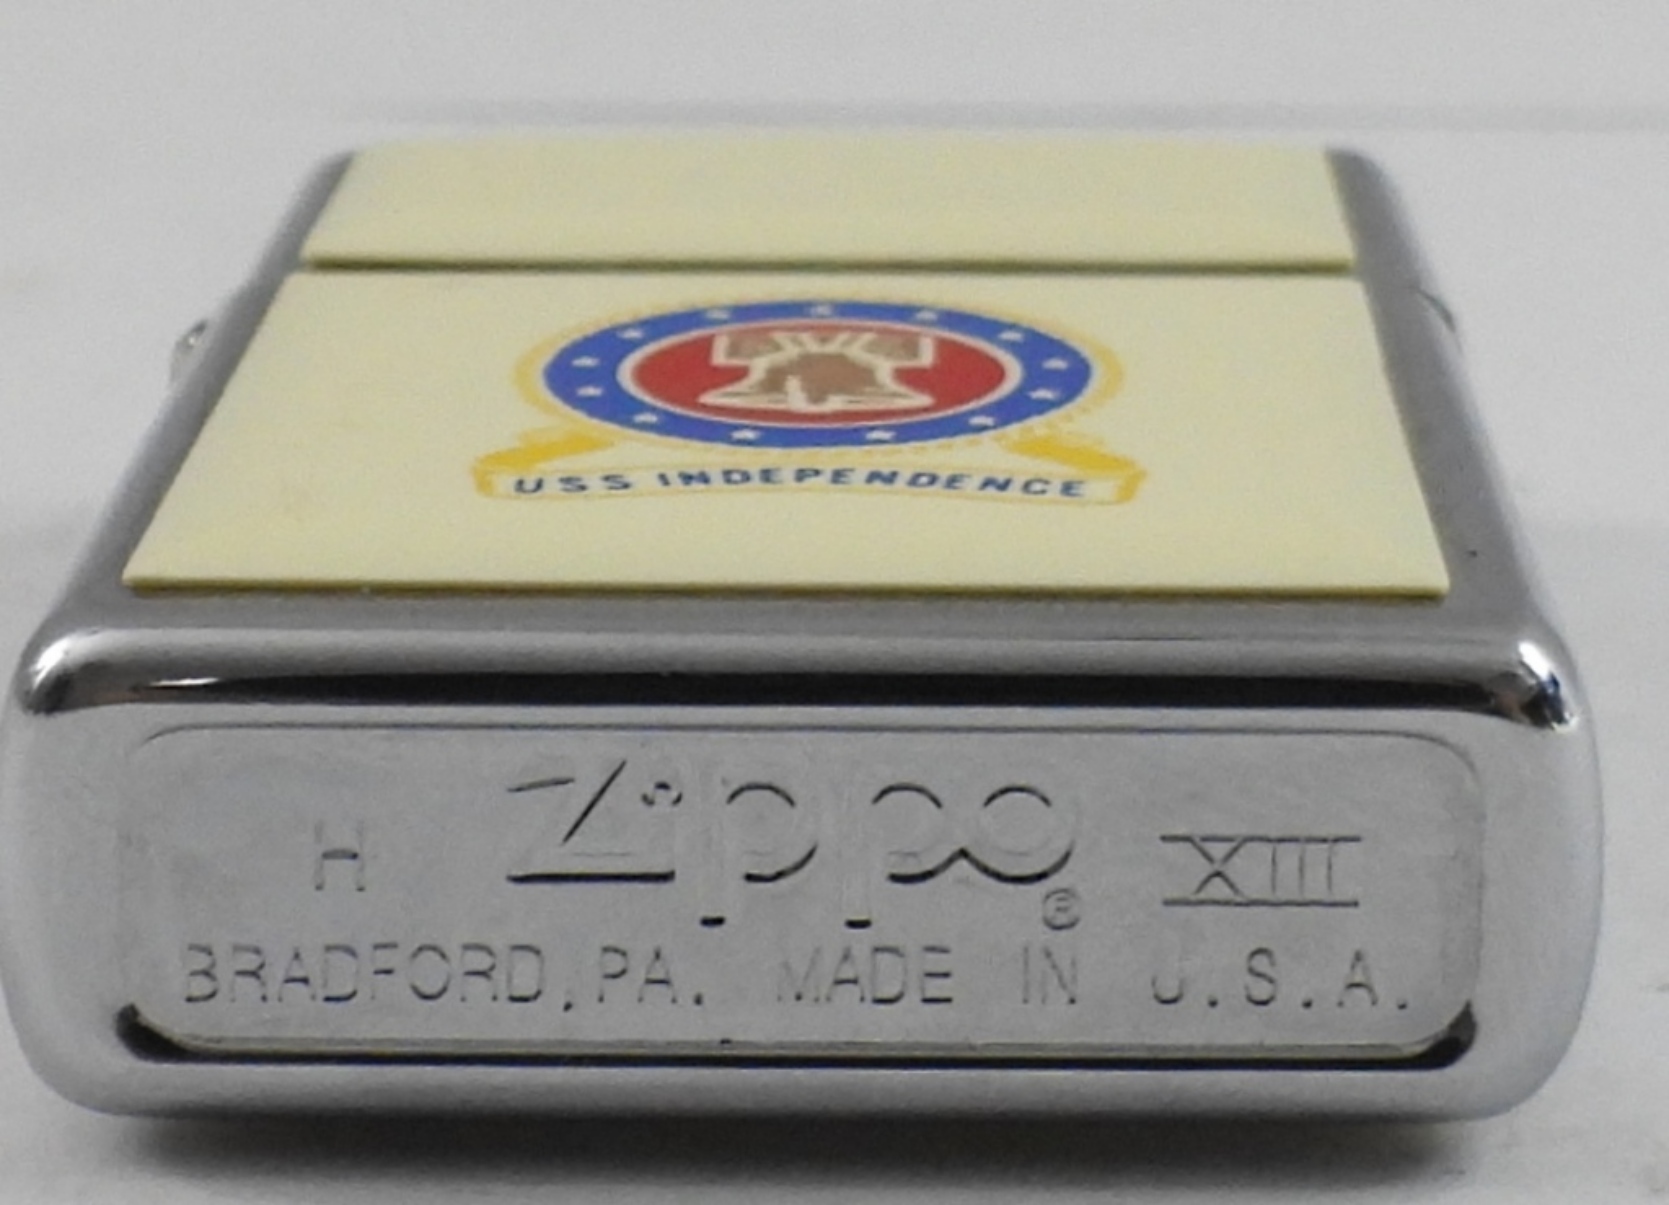 USS INDEPENDENCE
H Zippo® XIII
BRADFORD, PA. MADE IN U.S.A.